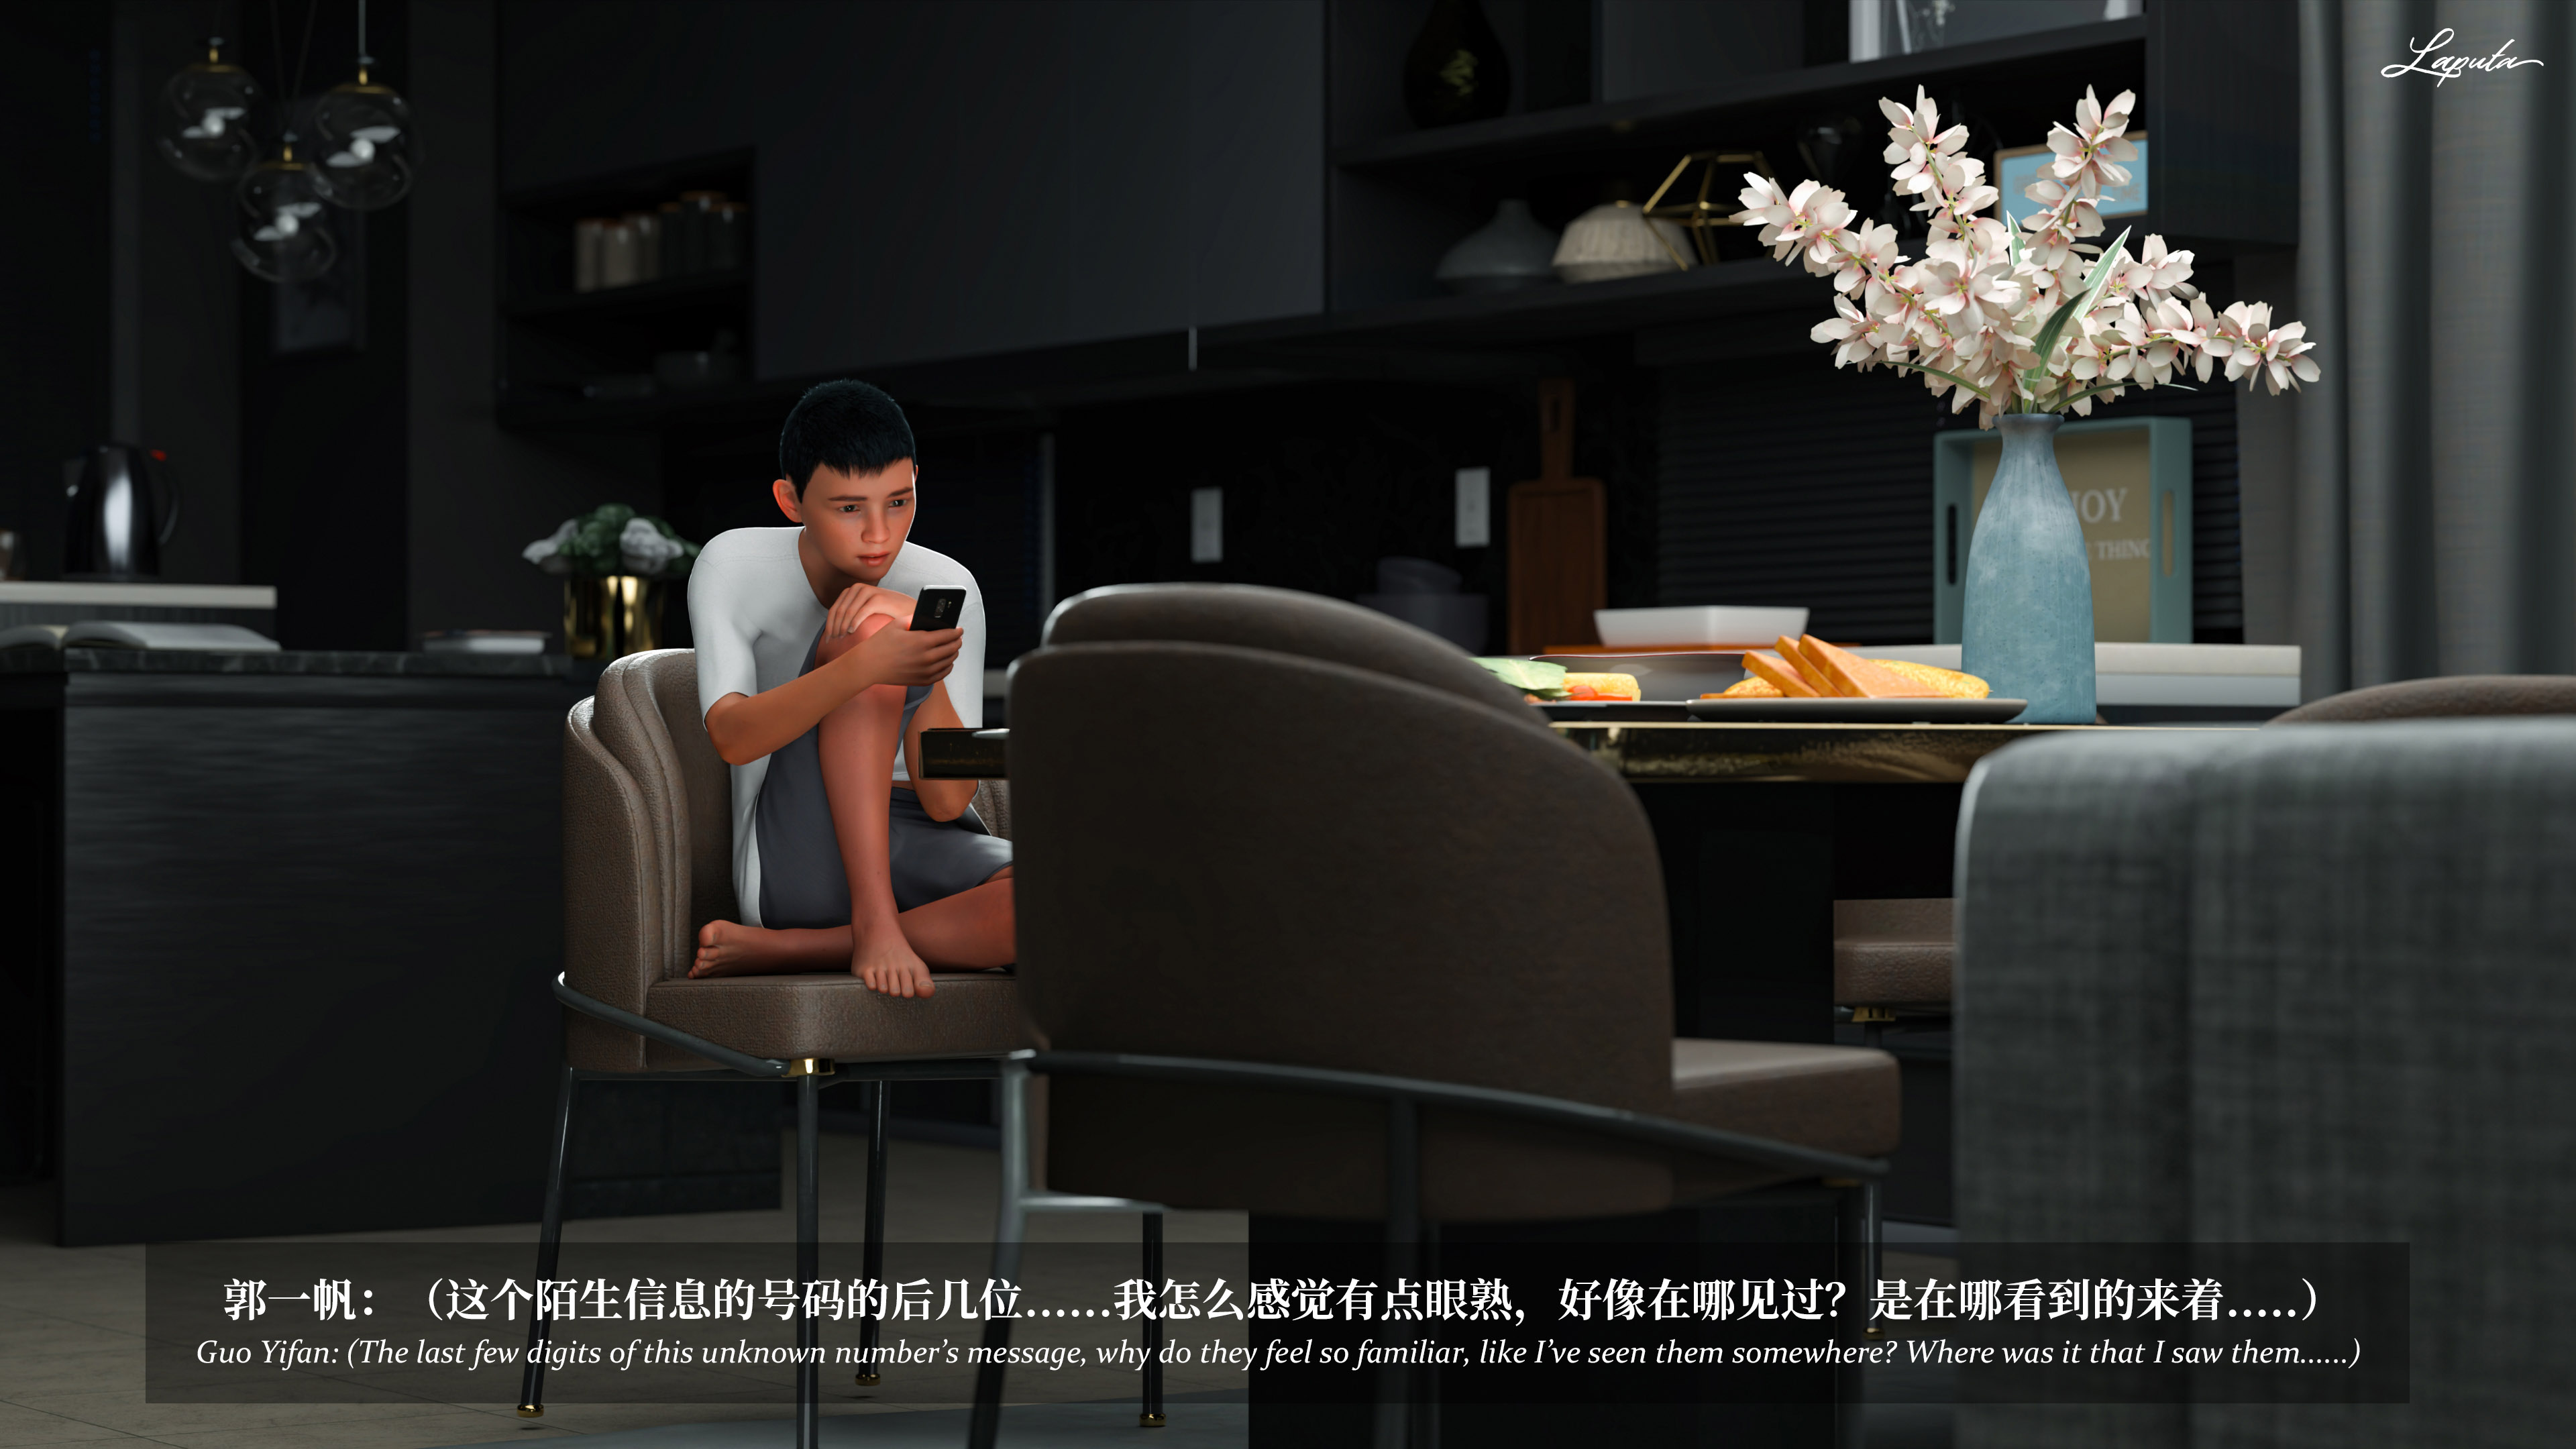 Laputa
JOY
THING
郭一帆：（这个陌生信息的号码的后几位……我怎么感觉有点眼熟，好像在哪见过？是在哪看到的来着.....）
Guo Yifan: (The last few digits of this unknown number’s message, why do they feel so familiar, like I’ve seen them somewhere? Where was it that I saw them......)